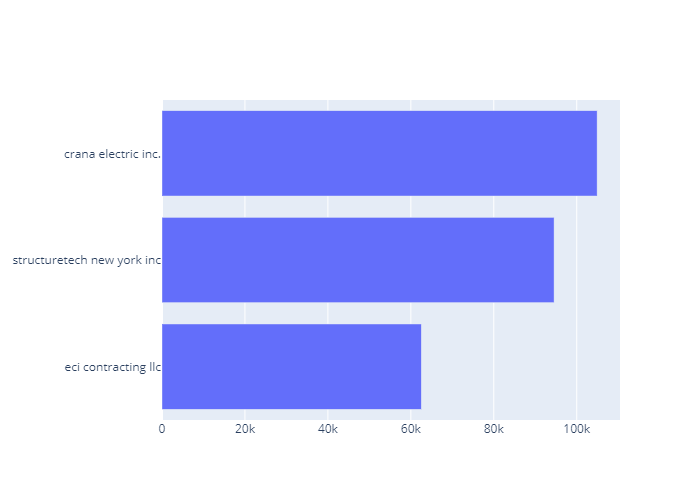 crana electric inc.
structuretech new york inc
eci contracting llc
0 20k 40k 60k 80k 100k